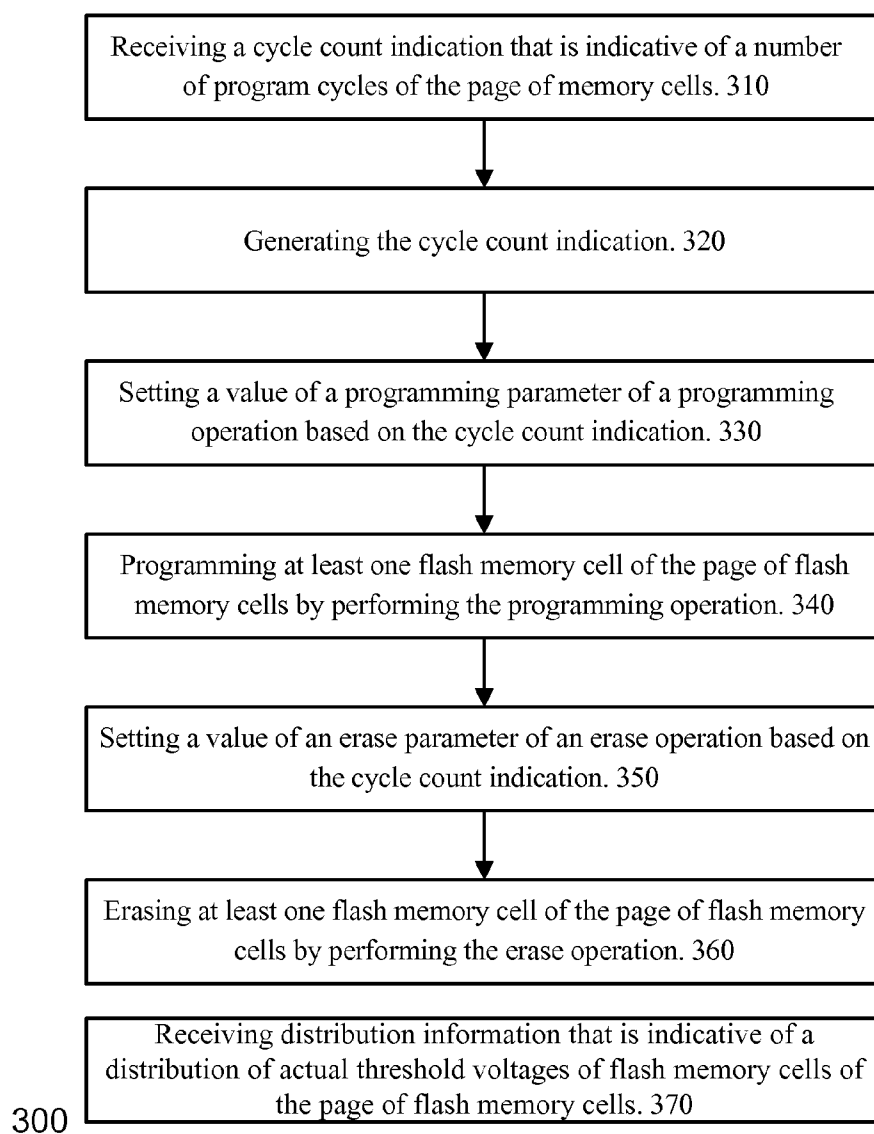 Receiving a cycle count indication that is indicative of a number
of program cycles of the page of memory cells. 310
Generating the cycle count indication. 320
Setting a value of a programming parameter of a programming
operation based on the cycle count indication. 330
Programming at least one flash memory cell of the page of flash
memory cells by performing the programming operation. 340
Setting a value of an erase parameter of an erase operation based on
the cycle count indication. 350
Erasing at least one flash memory cell of the page of flash memory
cells by performing the erase operation. 360
Receiving distribution information that is indicative of a
distribution of actual threshold voltages of flash memory cells of
the page of flash memory cells. 370
300